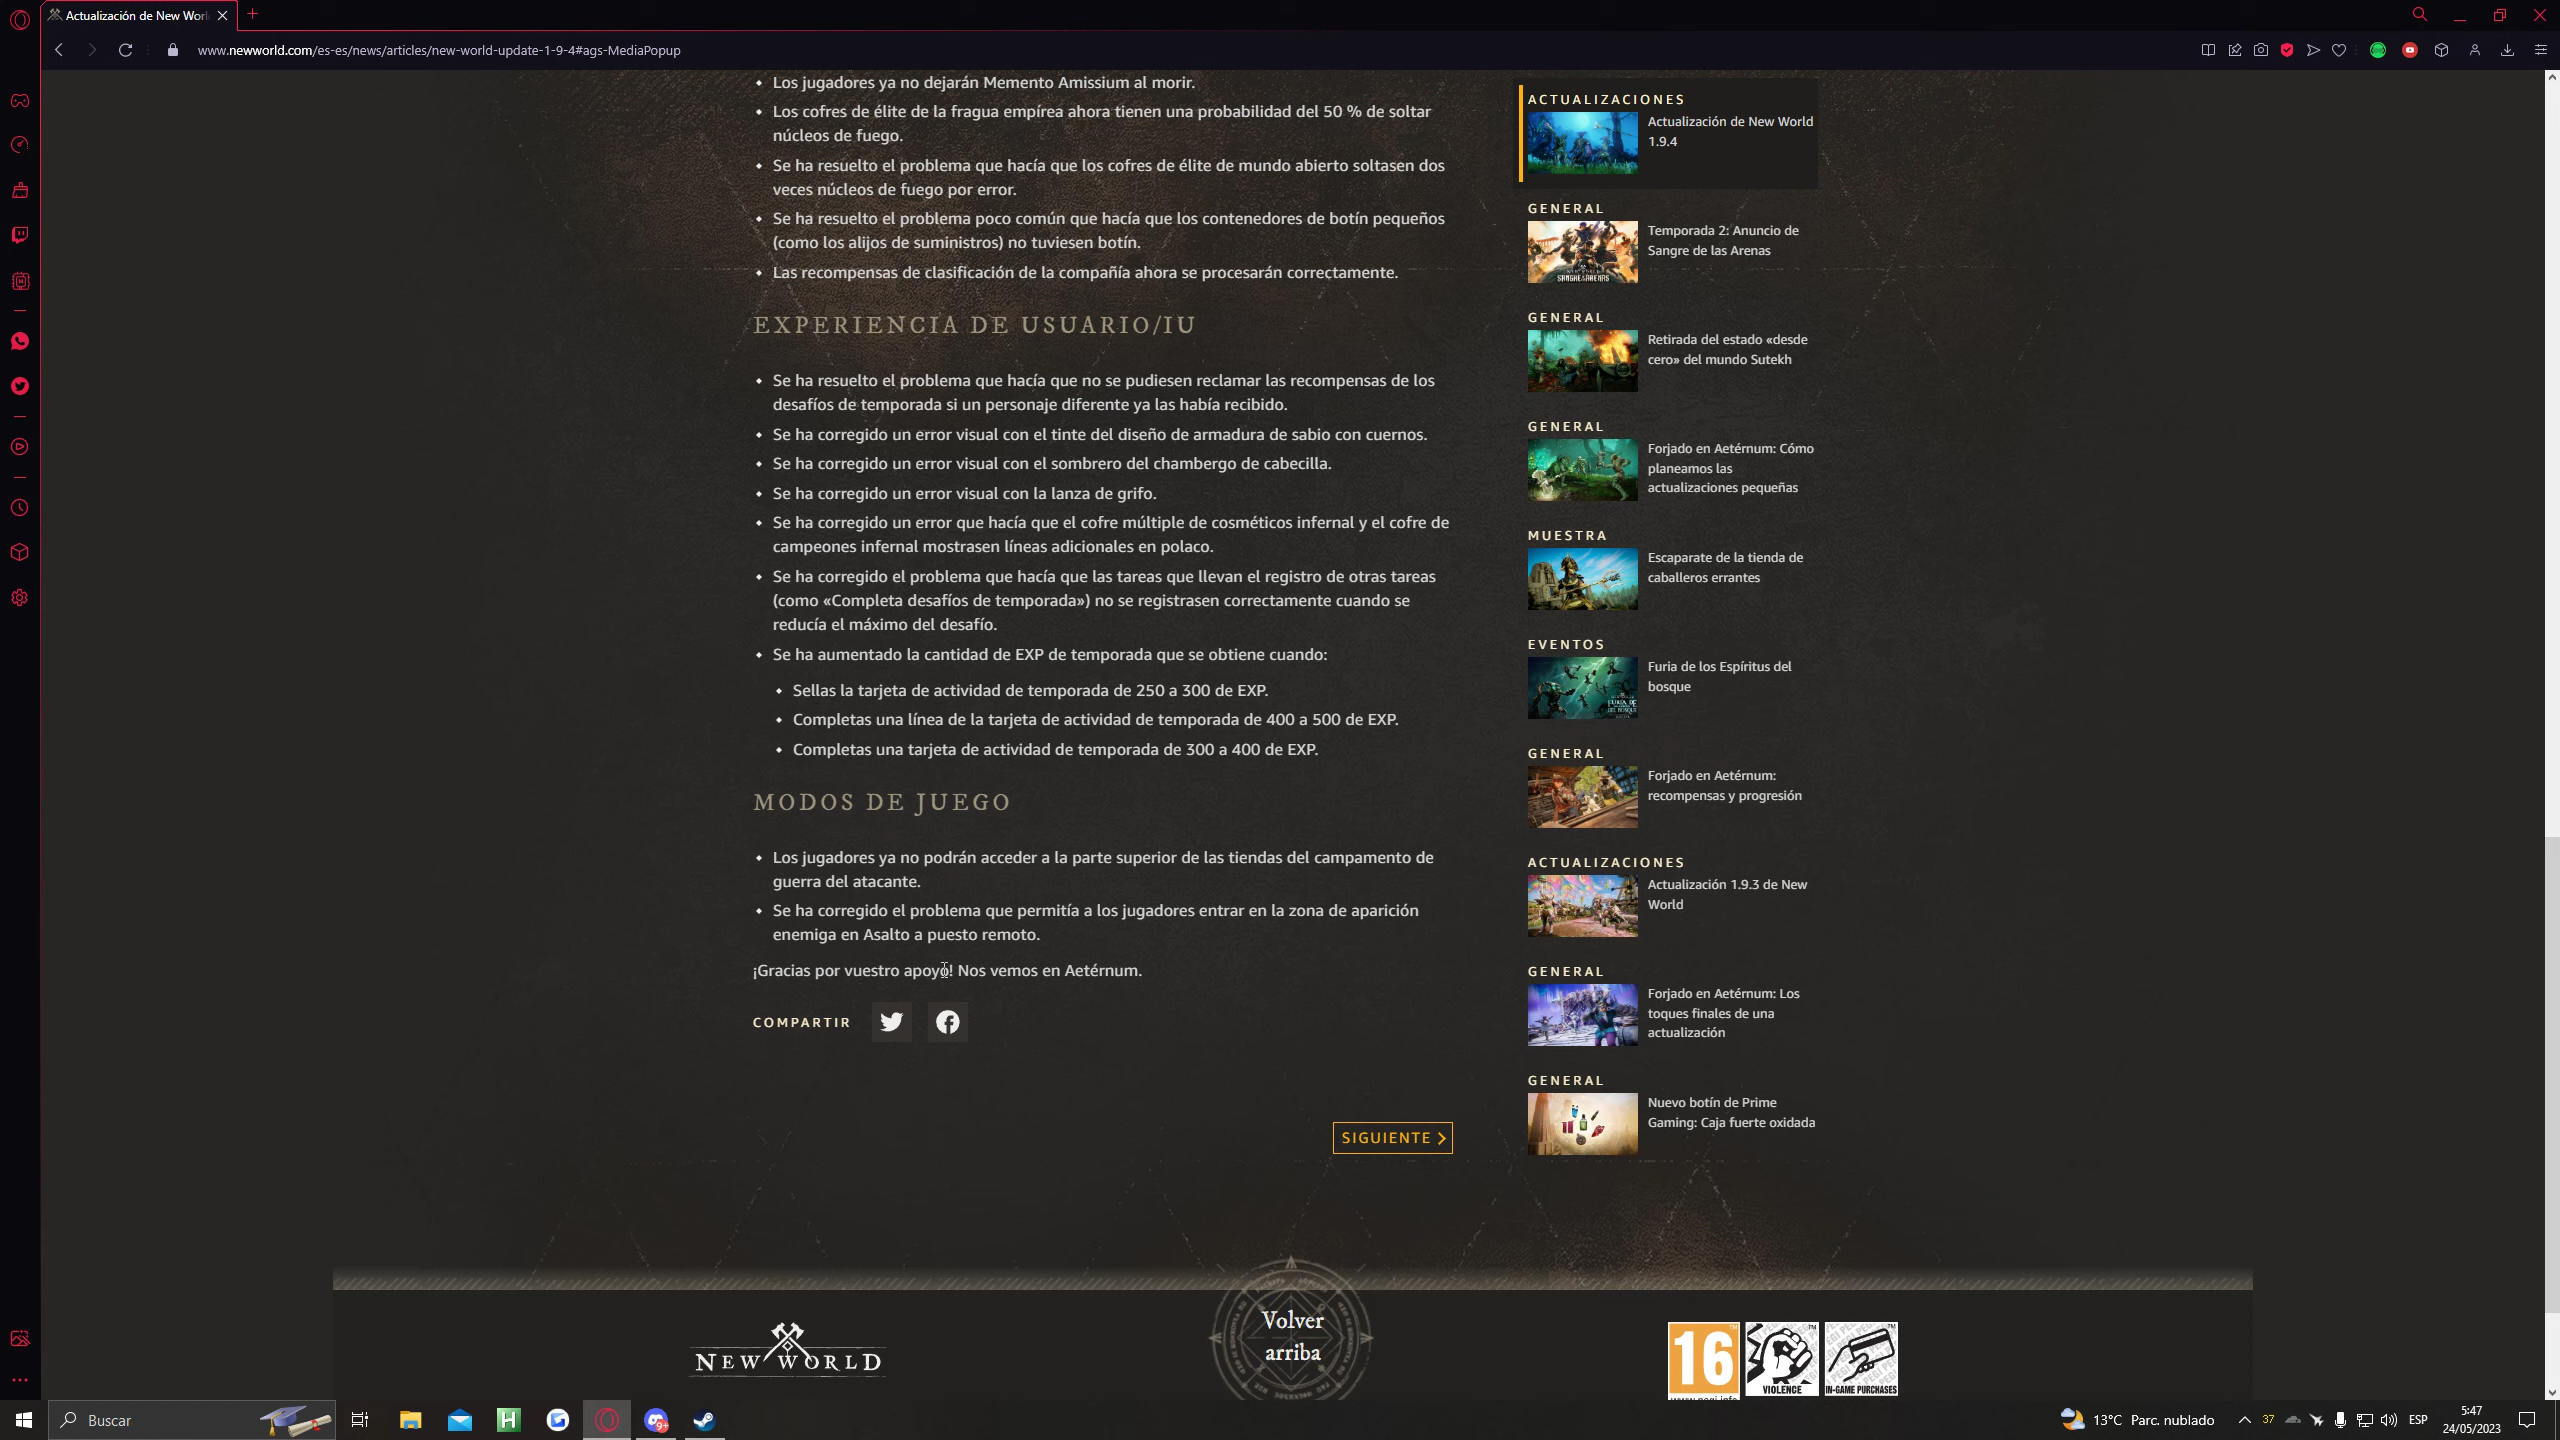 Actualización de New Worl
www.newworld.com/es-es/news/articles/new-world-update-1-9-4#ags-MediaPopup
Los jugadores ya no dejarán Memento Amissium al morir.
Los cofres de élite de la fragua empírea ahora tienen una probabilidad del 50 % de soltar
núcleos de fuego.
Se ha resuelto el problema que hacía que los cofres de élite de mundo abierto soltasen dos
veces núcleos de fuego por error.
Se ha resuelto el problema poco común que hacía que los contenedores de botín pequeños
(como los alijos de suministros) no tuviesen botín.
Las recompensas de clasificación de la compañía ahora se procesarán correctamente.
EXPERIENCIA DE USUARIO/IU
Se ha resuelto el problema que hacía que no se pudiesen reclamar las recompensas de los
desafíos de temporada si un personaje diferente ya las había recibido.
Se ha corregido un error visual con el tinte del diseño de armadura de sabio con cuernos.
Se ha corregido un error visual con el sombrero del chambergo de cabecilla.
Se ha corregido un error visual con la lanza de grifo.
Se ha corregido un error que hacía que el cofre múltiple de cosméticos infernal y el cofre de
campeones infernal mostrasen líneas adicionales en polaco.
Se ha corregido el problema que hacía que las tareas que llevan el registro de otras tareas
(como «Completa desafíos de temporada») no se registrasen correctamente cuando se
reducía el máximo del desafío.
Se ha aumentado la cantidad de EXP de temporada que se obtiene cuando:
Sellas la tarjeta de actividad de temporada de 250 a 300 de EXP.
Completas una línea de la tarjeta de actividad de temporada de 400 a 500 de EXP.
Completas una tarjeta de actividad de temporada de 300 a 400 de EXP.
MODOS DE JUEGO
Los jugadores ya no podrán acceder a la parte superior de las tiendas del campamento de
guerra del atacante.
Se ha corregido el problema que permitía a los jugadores entrar en la zona de aparición
enemiga en Asalto a puesto remoto.
¡Gracias por vuestro apoyo! Nos vemos en Aetérnum.
COMPARTIR
SIGUIENTE
ACTUALIZACIONES
Actualización de New World
1.9.4
GENERAL
Temporada 2: Anuncio de
Sangre de las Arenas
GENERAL
Retirada del estado «desde
cero» del mundo Sutekh
GENERAL
Forjado en Aetérnum: Cómo
planeamos las
actualizaciones pequeñas
MUESTRA
Escaparate de la tienda de
caballeros errantes
EVENTOS
Furia de los Espíritus del
bosque
GENERAL
Forjado en Aetérnum:
recompensas y progresión
ACTUALIZACIONES
Actualización 1.9.3 de New
World
GENERAL
Forjado en Aetérnum: Los
toques finales de una
actualización
GENERAL
Nuevo botín de Prime
Gaming: Caja fuerte oxidada
NEW WORLD
Volver
arriba
16
www.pegi.info
VIOLENCE
IN-GAME PURCHASES
Buscar
9+
13°C Parc. nublado
37
ESP
5:47
24/05/2023